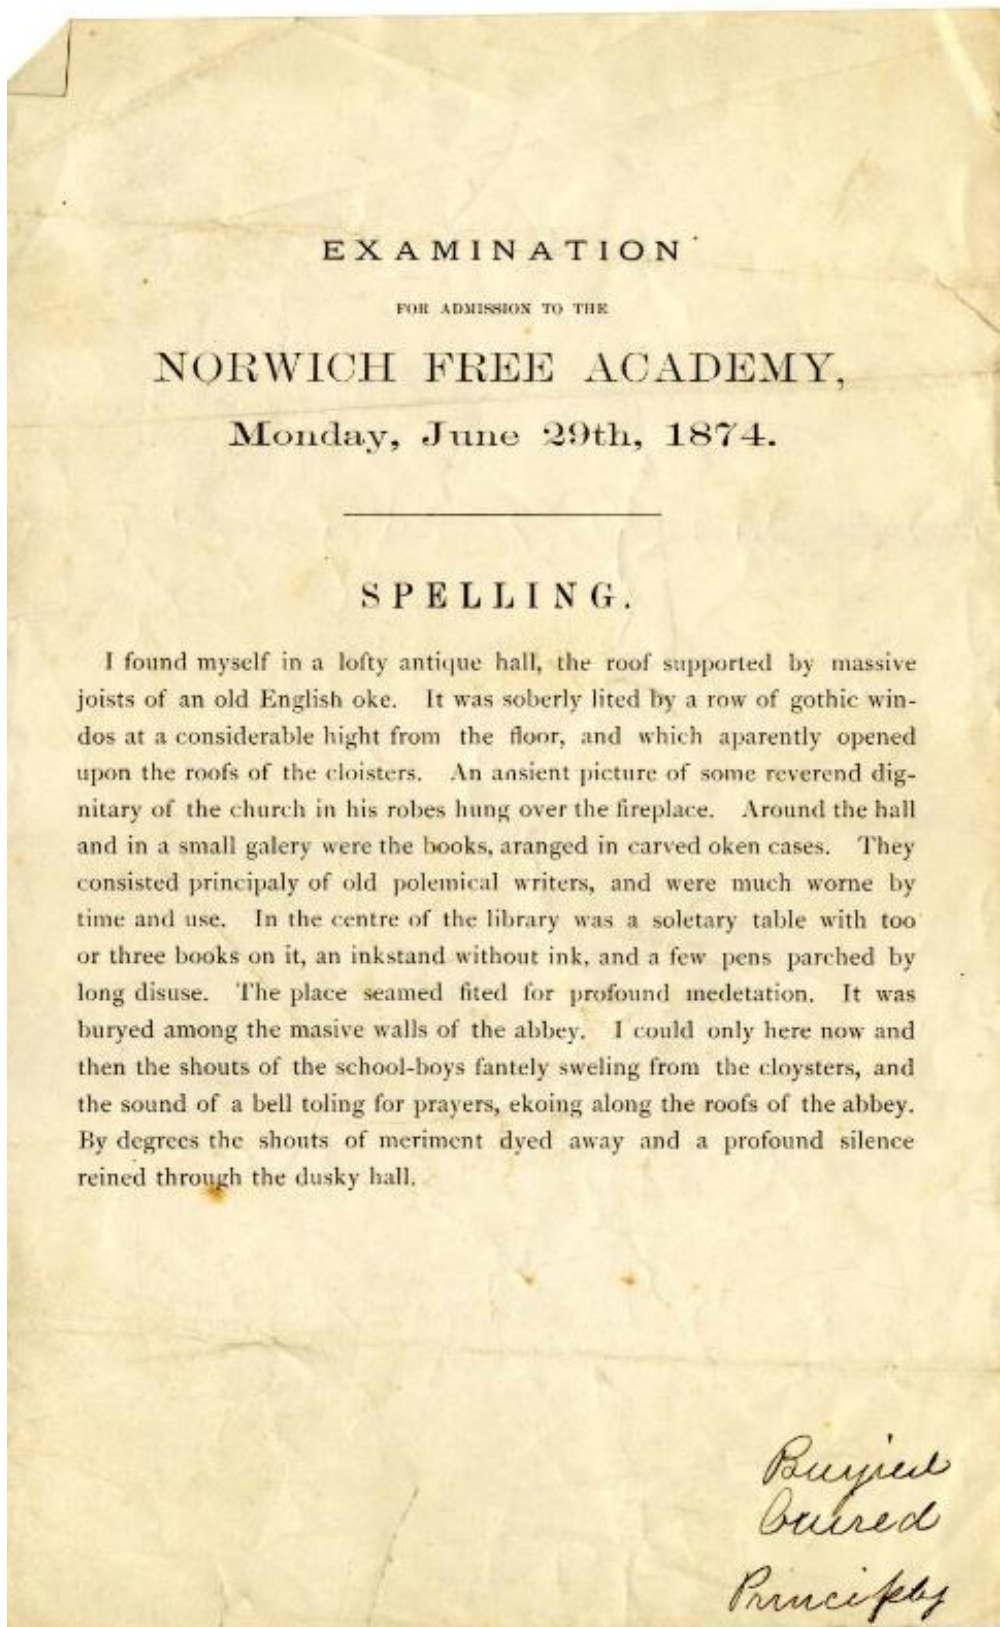 EXAMINATION
FOR ADMISSION TO THE
NORWICH FREE ACADEMY,
Monday, June 29th, 1874.
SPELLING.
I found myself in a lofty antique hall, the roof supported by massive
joists of an old English oke. It was soberly lited by a row of gothic win-
dos at a considerable hight from the floor, and which aparently opened
upon the roofs of the cloisters. An ansient picture of some reverend dig-
nitary of the church in his robes hung over the fireplace. Around the hall
and in a small galery were the books, aranged in carved oken cases. They
consisted principaly of old polemical writers, and were much worne by
time and use. In the centre of the library was a soletary table with too
or three books on it, an inkstand without ink, and a few pens parched by
long disuse. The place seamed fited for profound medetation. It was
buryed among the masive walls of the abbey. I could only here now and
then the shouts of the school-boys fantely sweling from the cloysters, and
the sound of a bell toling for prayers, ekoing along the roofs of the abbey.
By degrees the shouts of meriment dyed away and a profound silence
reined through the dusky hall.